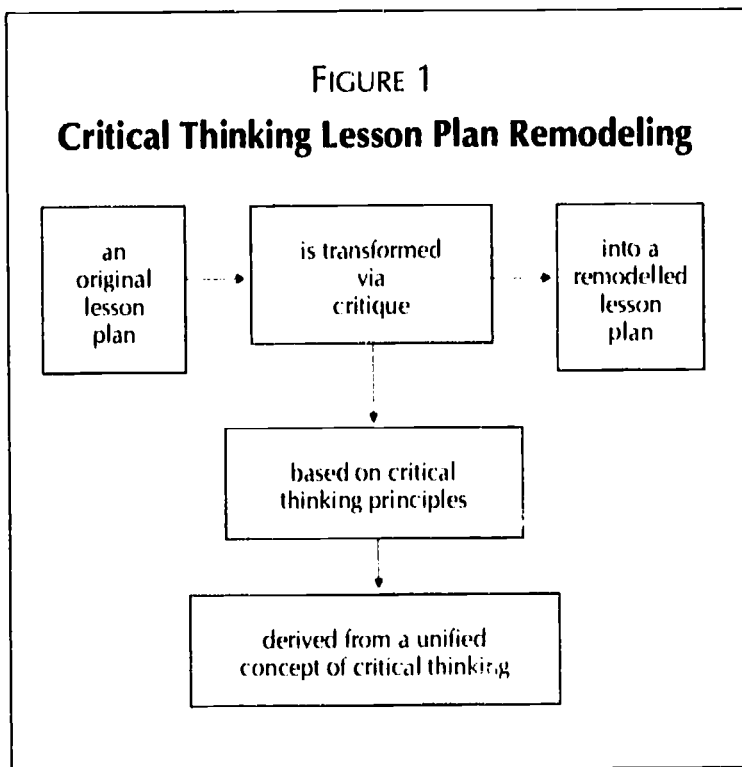 FIGURE 1
Critical Thinking Lesson Plan Remodeling
an
original
lesson
plan
is transformed
via
critique
into a
remodelled
lesson
plan
based on critical
thinking principles
derived from a unified
concept of critical thinking